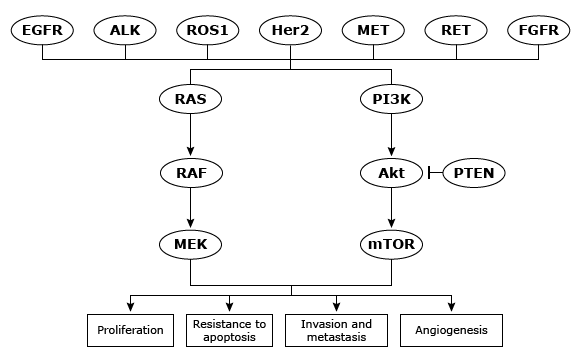 EGFR ALK ROS1 Her2 MET RET FGFR
RAS PI3K
RAF Akt PTEN
MEK mTOR
Proliferation
Resistance to
apoptosis
Invasion and
metastasis
Angiogenesis